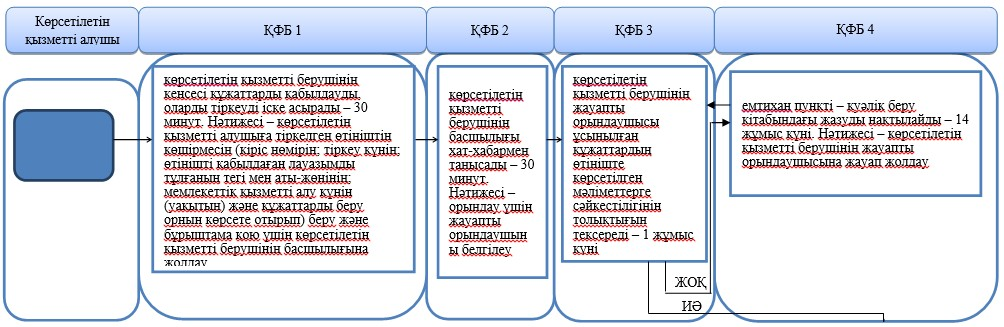 Көрсетілетін
қызметті алушы
ҚФБ 1
ҚФБ 2
ҚФБ 3
ҚФБ 4
көрсетілетін қызметті берушінің
кеңсесі құжаттарды қабылдауды,
оларды тіркеуді іске асырады – 30
минут. Нәтижесі – көрсетілетін
қызметті алушыға тіркелген өтініштің
көшірмесін (кіріс нөмірін; тіркеу күнін;
өтінішті қабылдаған лауазымды
тұлғанын тегі мен аты-жөнінін;
мемлекеттік қызметті алу күнін
(уақытын) және құжаттарды беру
орнын көрсете отырып) беру және
бұрыштама қою үшін көрсетілетін
қызметті берушінің басшылығына
жолдау
көрсетілетін
қызметті
берушінің
басшылығы
хат-хабармен
танысады – 30
минут.
Нәтижесі –
орындау үшін
жауапты
орындаушын
ы белгілеу
көрсетілетін
қызметті берушінің
жауапты
орындаушысы
ұсынылған
құжаттардың
өтініште
көрсетілген
мәліметтерге
сәйкестілігінің
толықтығын
тексереді – 1 жұмыс
күні
емтихан пункті – куәлік беру
кітабындағы жазуды нақтылайды – 14
жұмыс күні. Нәтижесі – көрсетілетін
қызметті берушінің жауапты
орындаушысына жауап жолдау
ЖОҚ
ИӘ